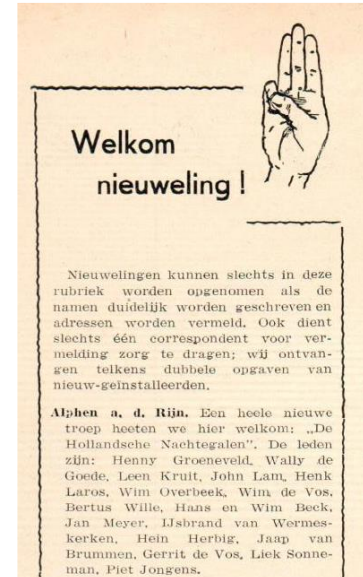 Welkom
nieuweling !
Nieuwelingen kunnen slechts in deze
rubriek worden opgenomen als de
namen duidelijk worden geschreven en
adressen worden vermeld. Ook dient
slechts één correspondent voor ver-
melding zorg te dragen; wij ontvan-
gen telkens dubbele opgaven van
nieuw-geïnstalleerden.
Alphen a. d. Rijn. Een heele nieuwe
troep heeten we hier welkom: „De
Hollandsche Nachtegalen”. De leden
zijn: Henny Groeneveld, Wally de
Goede, Leen Kruit, John Lam, Henk
Laros, Wim Overbeek, Wim de Vos,
Bertus Wille, Hans en Wim Beck,
Jan Meyer, IJsbrand van Wermes-
kerken, Hein Herbig, Jaap van
Brummen, Gerrit de Vos, Liek Sonne-
man, Piet Jongens.